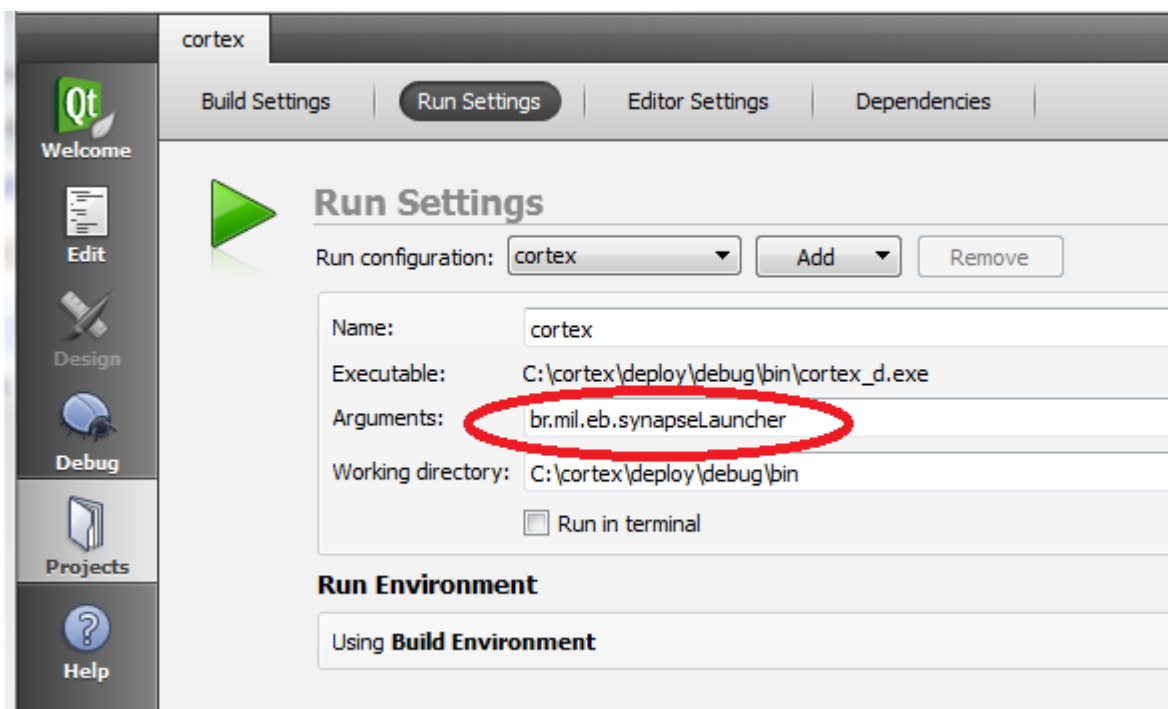 cortex
Build Settings Run Settings Editor Settings Dependencies
Qt
Welcome
Edit
Design
Debug
Projects
Help
Run Settings
Run configuration: cortex Add Remove
Name: cortex
Executable: C:\cortex\deploy\debug\bin\cortex_d.exe
Arguments: br.mil.eb.synapseLauncher
Working directory: C:\cortex\deploy\debug\bin
Run in terminal
Run Environment
Using Build Environment